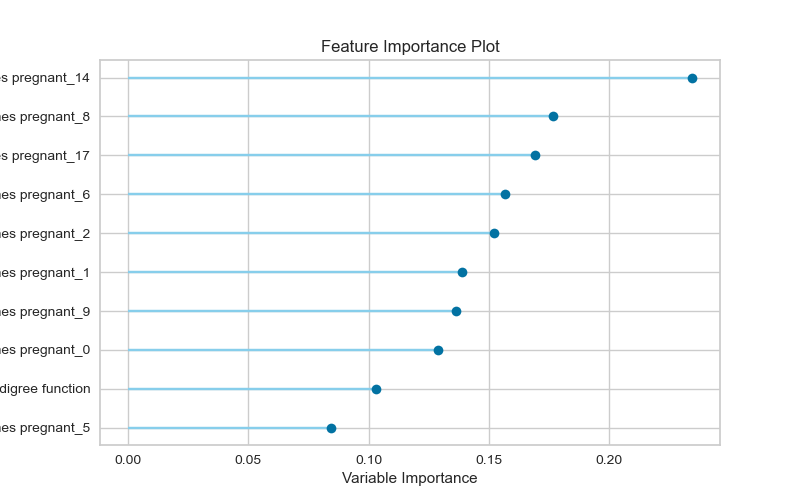 Feature Importance Plot
es pregnant_14
nes pregnant_8
es pregnant_17
nes pregnant_6
nes pregnant_2
nes pregnant_1
nes pregnant_9
nes pregnant_0
digree function
nes pregnant_5
0.00 0.05 0.10 0.15 0.20
Variable Importance